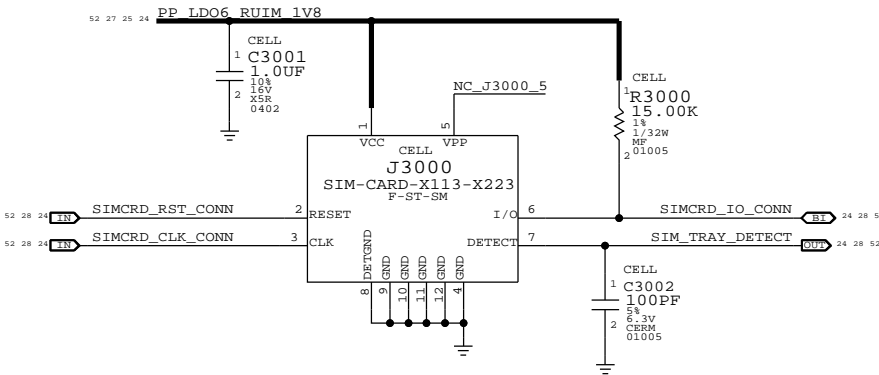 52 27 25 24 PP_LDO6_RUIM_1V8
CELL
1 C3001
1.0UF
10%
16V
2 X5R
0402
NC_J3000_5
CELL
1 R3000
15.00K
1%
1/32W
MF
2 01005
1 5
VCC VPP
CELL
J3000
SIM-CARD-X113-X223
F-ST-SM
52 28 24 IN SIMCRD_RST_CONN 2 RESET
I/O 6 SIMCRD_IO_CONN BI 24 28 5
52 28 24 IN SIMCRD_CLK_CONN 3 CLK
DETECT 7 SIM_TRAY_DETECT OUT 24 28 52
DETGND GND GND GND GND GND
8 9 10 11 12 4
CELL
1 C3002
100PF
5%
6.3V
2 CERM
01005